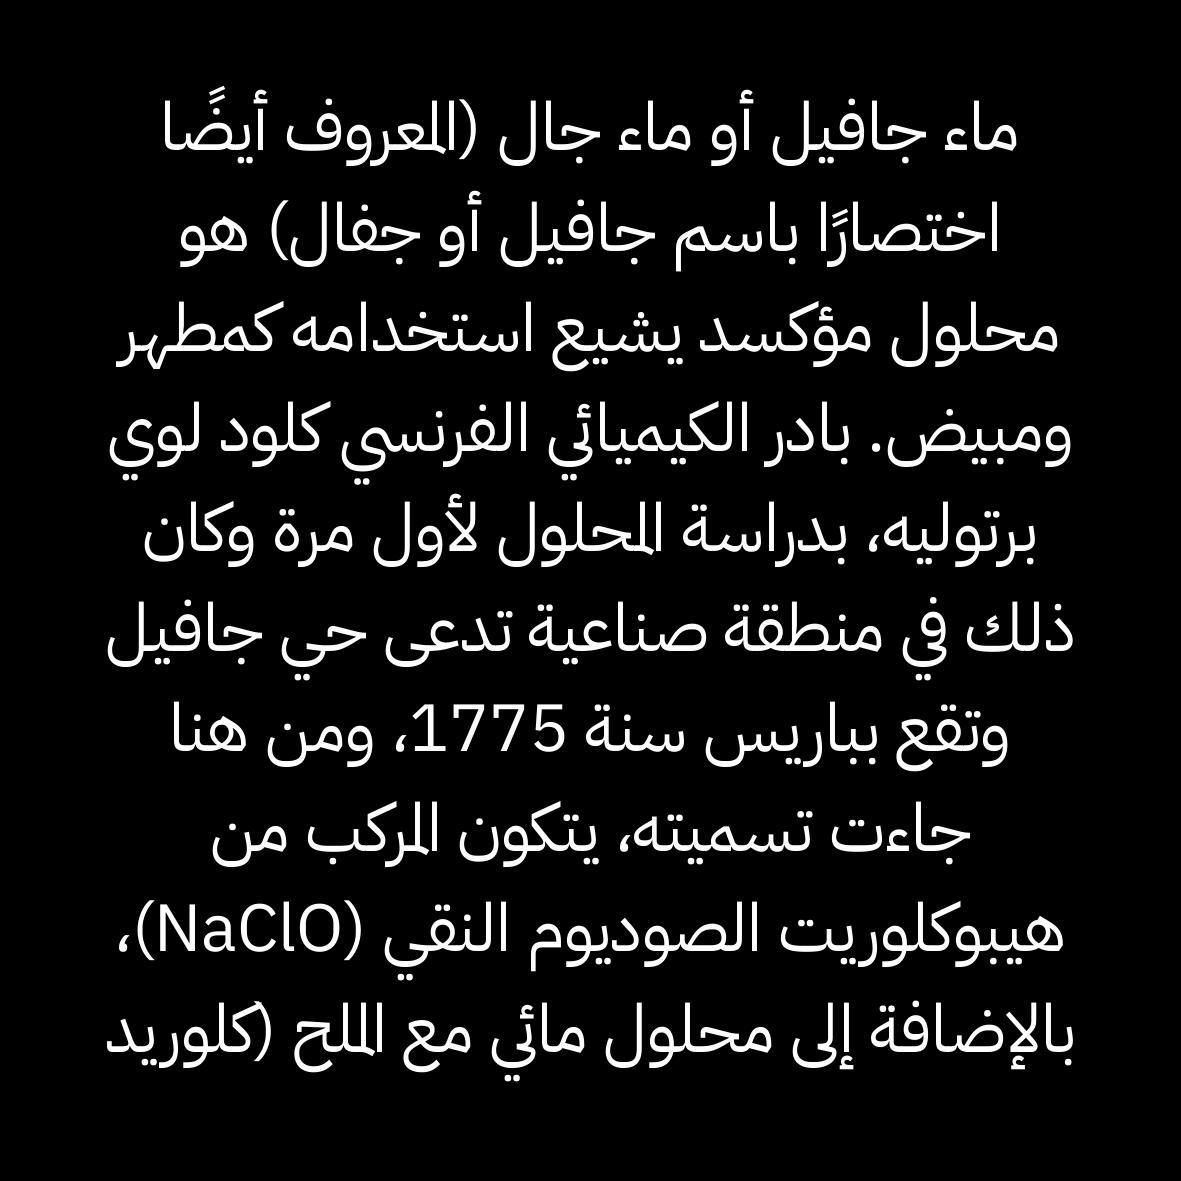 ماء جافيل أو ماء جال (المعروف أيضًا
اختصارًا باسم جافيل أو جفال) هو
محلول مؤكسد يشيع استخدامه كمطهر
ومبيض. بادر الكيميائي الفرنسي كلود لوي
برتوليه، بدراسة المحلول لأول مرة وكان
ذلك في منطقة صناعية تدعى حي جافيل
وتقع بباريس سنة 1775، ومن هنا
جاءت تسميته، يتكون المركب من
هيبوكلوريت الصوديوم النقي (NaClO)،
بالإضافة إلى محلول مائي مع الملح (كلوريد